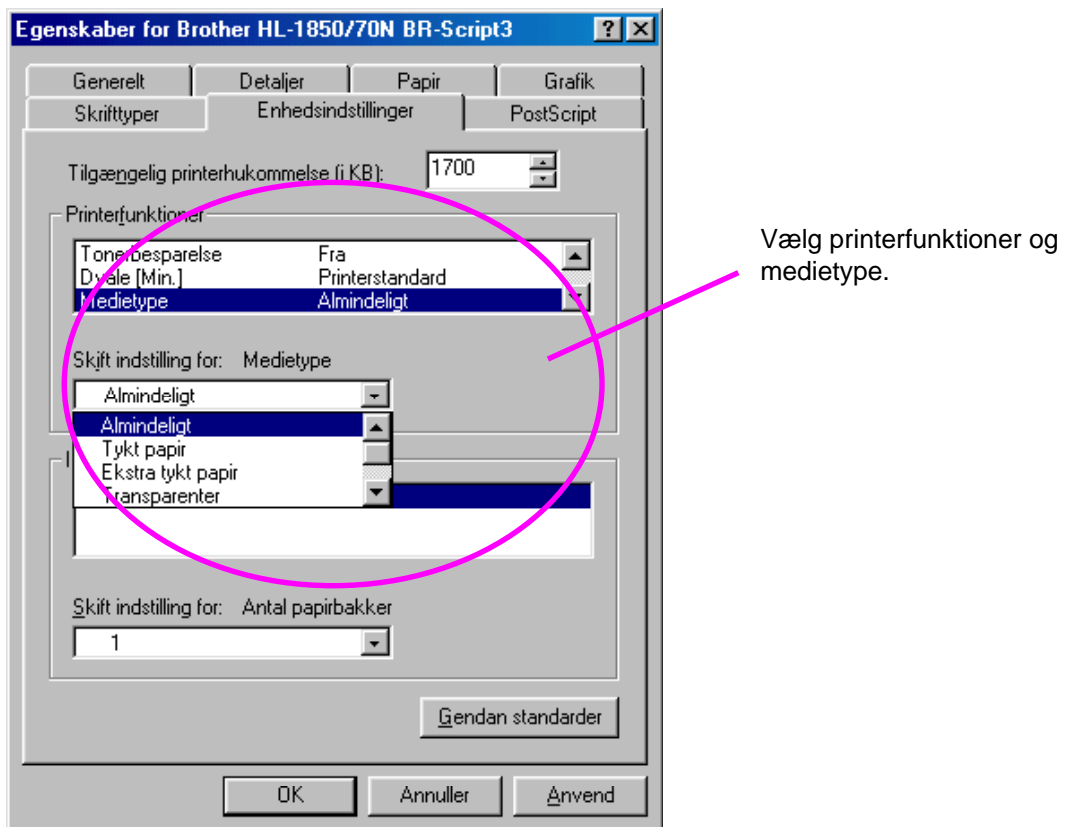 Egenskaber for Brother HL-1850/70N BR-Script3
Generelt Detaljer Papir Grafik
Skrifttyper Enhedsindstillinger PostScript
Tilgængelig printerhukommelse (i KB): 1700
Printerfunktioner
Tonerbesparelse Fra
Dvale [Min.] Printerstandard
Medietype Almindeligt
Skift indstilling for: Medietype
Almindeligt
Almindeligt
Tykt papir
Ekstra tykt papir
Transparenter
Skift indstilling for: Antal papirbakker
1
Gendan standarder
OK Annuller Anvend
Vælg printerfunktioner og
medietype.